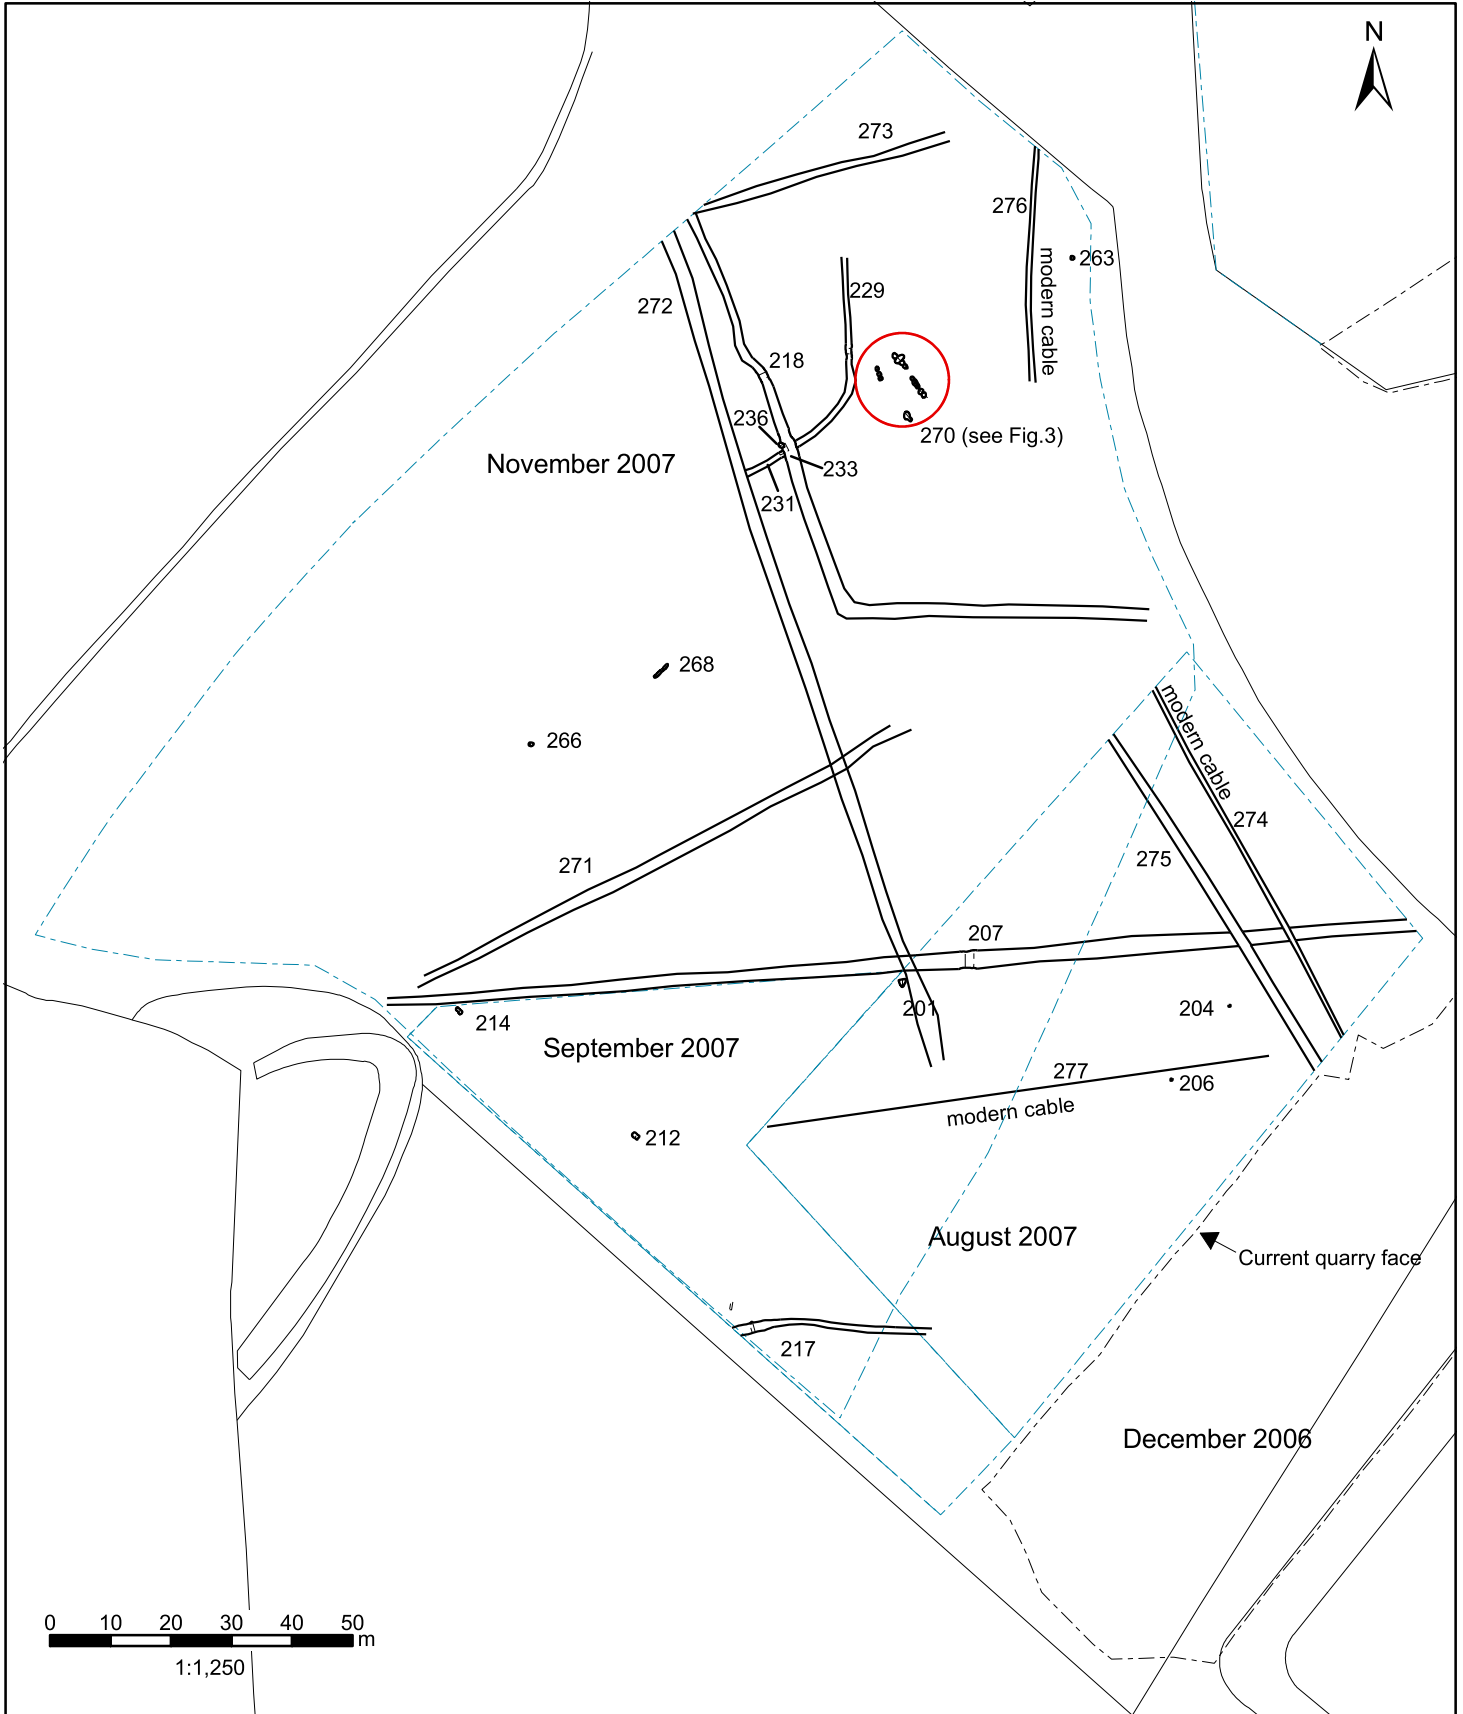 N
273
276
modern cable
263
272
229
218
236
270 (see Fig.3)
November 2007
233
231
268
266
modern cable
274
275
271
207
201
204
214
September 2007
277
206
modern cable
212
August 2007
Current quarry face
217
December 2006
0 10 20 30 40 50
m
1:1,250